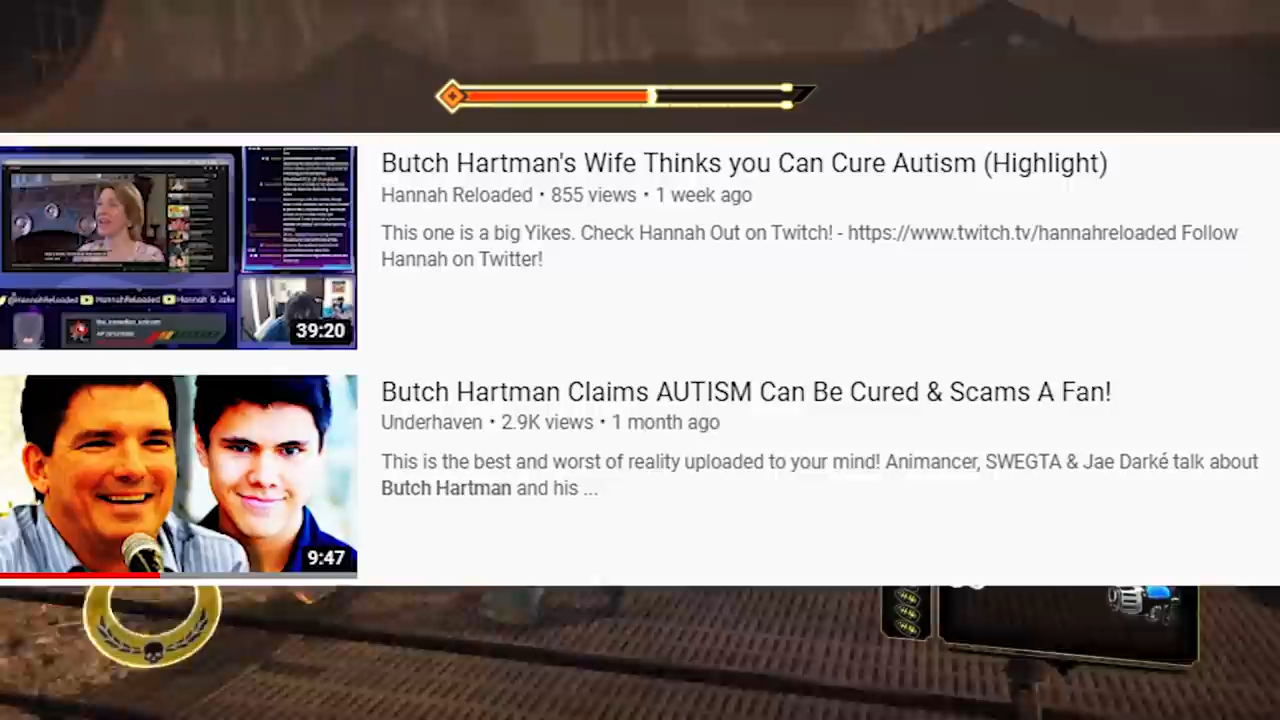 Butch Hartman's Wife Thinks you Can Cure Autism (Highlight)
Hannah Reloaded • 855 views • 1 week ago
This one is a big Yikes. Check Hannah Out on Twitch! - https://www.twitch.tv/hannahreloaded Follow
Hannah on Twitter!
@HannahReloaded HannahReloaded Hannah & Jake
39:20
Butch Hartman Claims AUTISM Can Be Cured & Scams A Fan!
Underhaven • 2.9K views • 1 month ago
This is the best and worst of reality uploaded to your mind! Animancer, SWEGTA & Jae Darké talk about
Butch Hartman and his ...
9:47